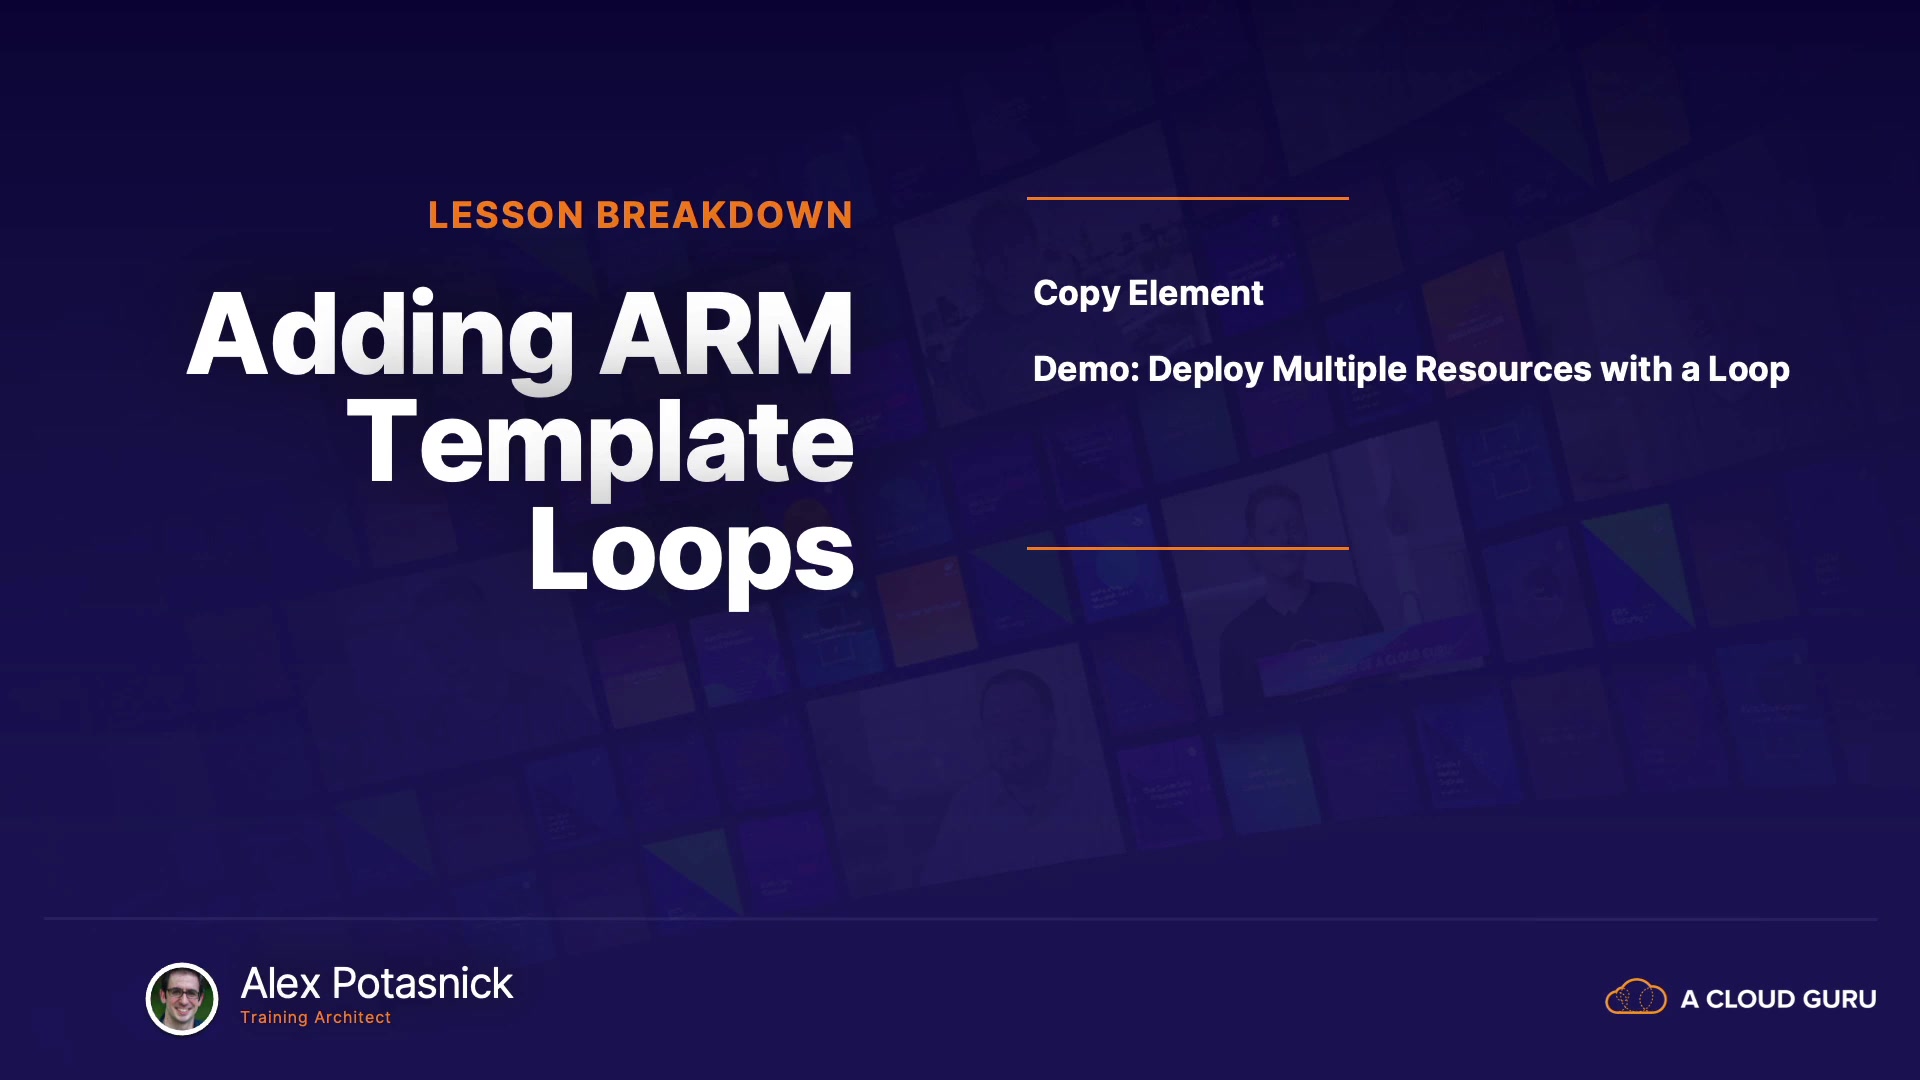 LESSON BREAKDOWN
Adding ARM
Template
Loops
Copy Element
Demo: Deploy Multiple Resources with a Loop
Alex Potasnick
Training Architect
A CLOUD GURU